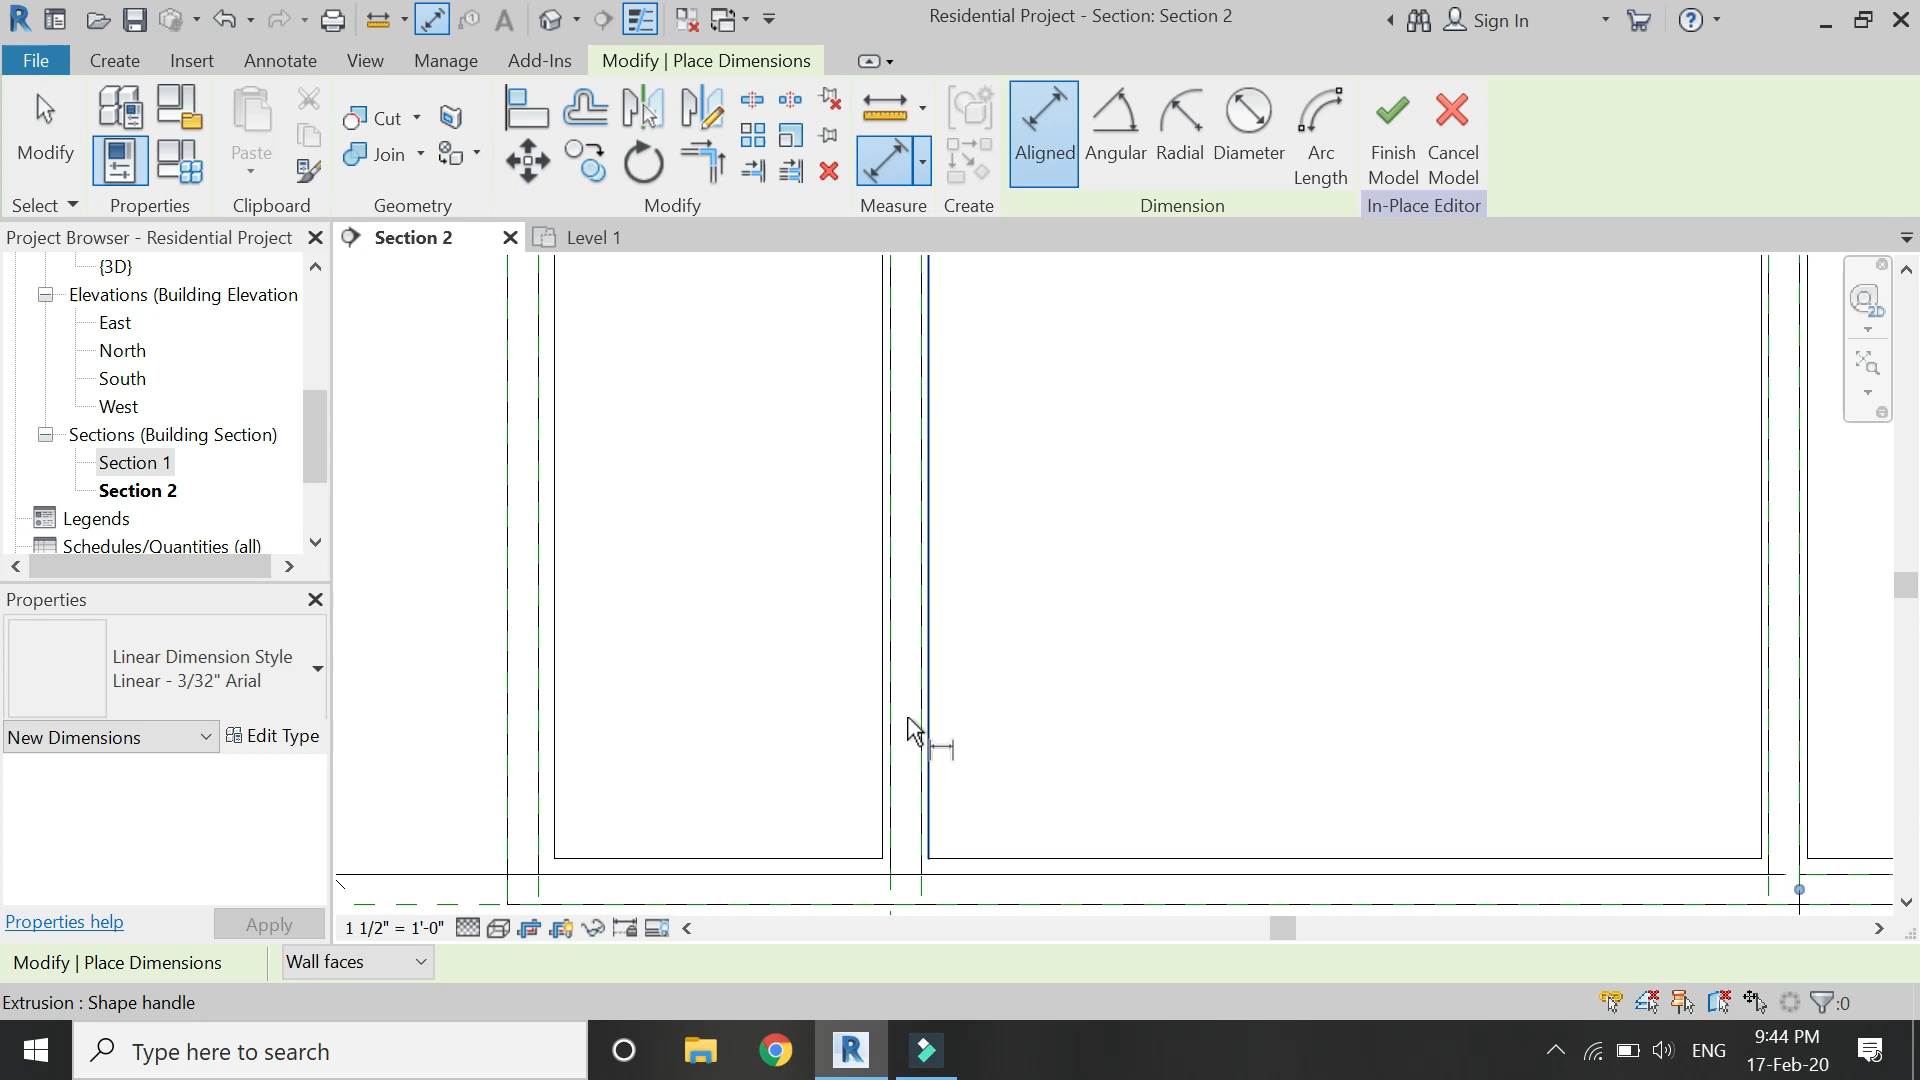 Residential Project - Section: Section 2
Sign In
File
Create
Insert
Annotate
View
Manage
Add-Ins
Modify | Place Dimensions
Modify
Paste
Cut
Join
Aligned
Angular
Radial
Diameter
Arc
Length
Finish
Model
Cancel
Model
Select
Properties
Clipboard
Geometry
Modify
Measure
Create
Dimension
In-Place Editor
Project Browser - Residential Project
Section 2
Level 1
{3D}
Elevations (Building Elevation
East
North
South
West
Sections (Building Section)
Section 1
Section 2
Legends
Schedules/Quantities (all)
2D
Properties
Linear Dimension Style
Linear - 3/32" Arial
New Dimensions
Edit Type
Properties help
Apply
1 1/2" = 1'-0"
Modify | Place Dimensions
Wall faces
Extrusion : Shape handle
:0
Type here to search
ENG
9:44 PM
17-Feb-20